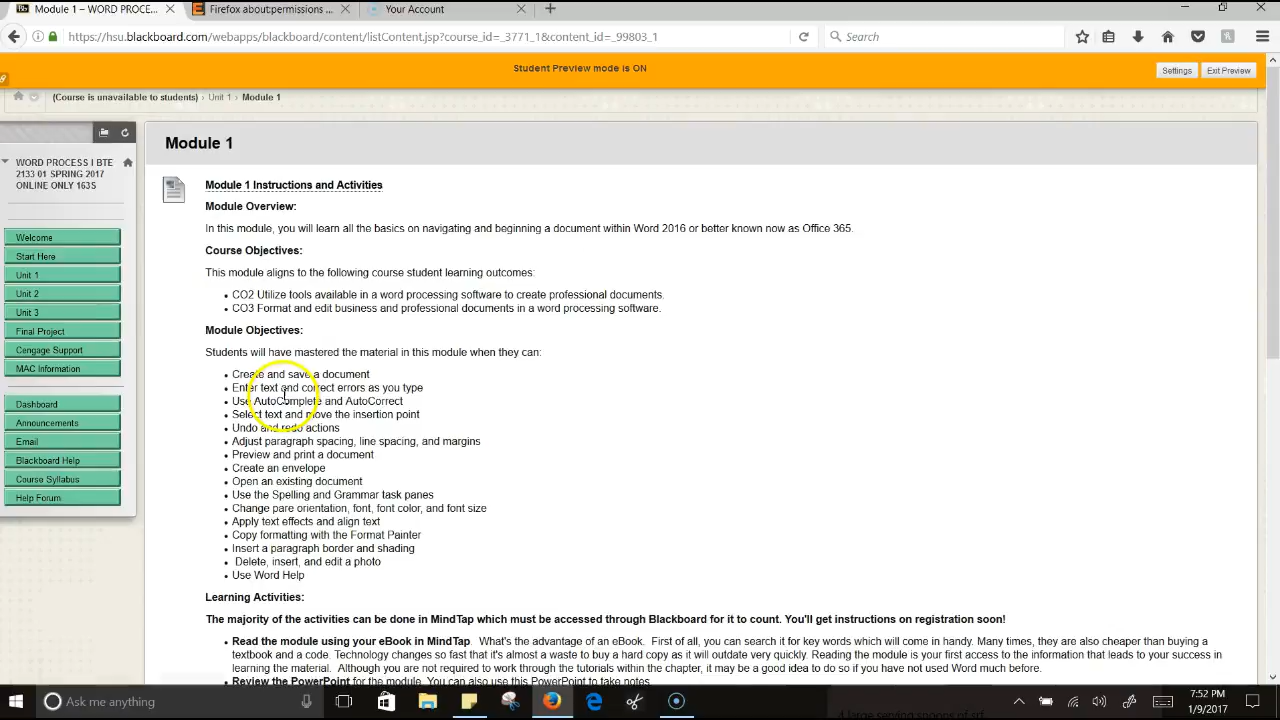 Module 1 – WORD PROCES...
Firefox about:permissions ...
Your Account
https://hsu.blackboard.com/webapps/blackboard/content/listContent.jsp?course_id=_3771_1&content_id=_99803_1
Search
Student Preview mode is ON
Settings
Exit Preview
(Course is unavailable to students) Unit 1 Module 1
WORD PROCESS I BTE
2133 01 SPRING 2017
ONLINE ONLY 163S
Welcome
Start Here
Unit 1
Unit 2
Unit 3
Final Project
Cengage Support
MAC Information
Dashboard
Announcements
Email
Blackboard Help
Course Syllabus
Help Forum
Module 1
Module 1 Instructions and Activities
Module Overview:
In this module, you will learn all the basics on navigating and beginning a document within Word 2016 or better known now as Office 365.
Course Objectives:
This module aligns to the following course student learning outcomes:
• CO2 Utilize tools available in a word processing software to create professional documents.
• CO3 Format and edit business and professional documents in a word processing software.
Module Objectives:
Students will have mastered the material in this module when they can:
• Create and save a document
• Enter text and correct errors as you type
• Use AutoComplete and AutoCorrect
• Select text and move the insertion point
• Undo and redo actions
• Adjust paragraph spacing, line spacing, and margins
• Preview and print a document
• Create an envelope
• Open an existing document
• Use the Spelling and Grammar task panes
• Change pare orientation, font, font color, and font size
• Apply text effects and align text
• Copy formatting with the Format Painter
• Insert a paragraph border and shading
• Delete, insert, and edit a photo
• Use Word Help
Learning Activities:
The majority of the activities can be done in MindTap which must be accessed through Blackboard for it to count. You'll get instructions on registration soon!
• Read the module using your eBook in MindTap. What's the advantage of an eBook. First of all, you can search it for key words which will come in handy. Many times, they are also cheaper than buying a
textbook and a code. Technology changes so fast that it's almost a waste to buy a hard copy as it will outdate very quickly. Reading the module is your first access to the information that leads to your success in
learning the material. Although you are not required to work through the tutorials within the chapter, it may be a good idea to do so if you have not used Word much before.
• Review the PowerPoint for the module. You can also use this PowerPoint to take notes.
Ask me anything
7:52 PM
1/9/2017